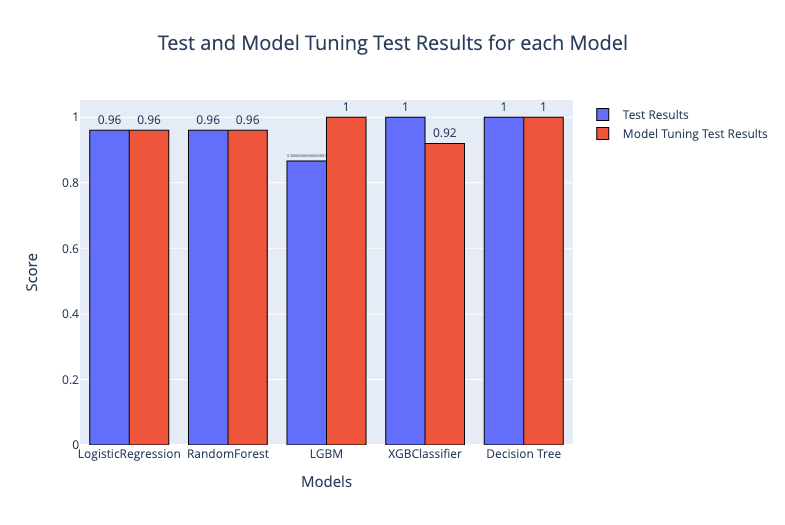 Test and Model Tuning Test Results for each Model
Test Results
Model Tuning Test Results
0.96 0.96 0.96 0.96 1 1 0.92 1 1
1
0.8
0.6
0.4
0.2
0
Score
LogisticRegression RandomForest LGBM XGBClassifier Decision Tree
Models